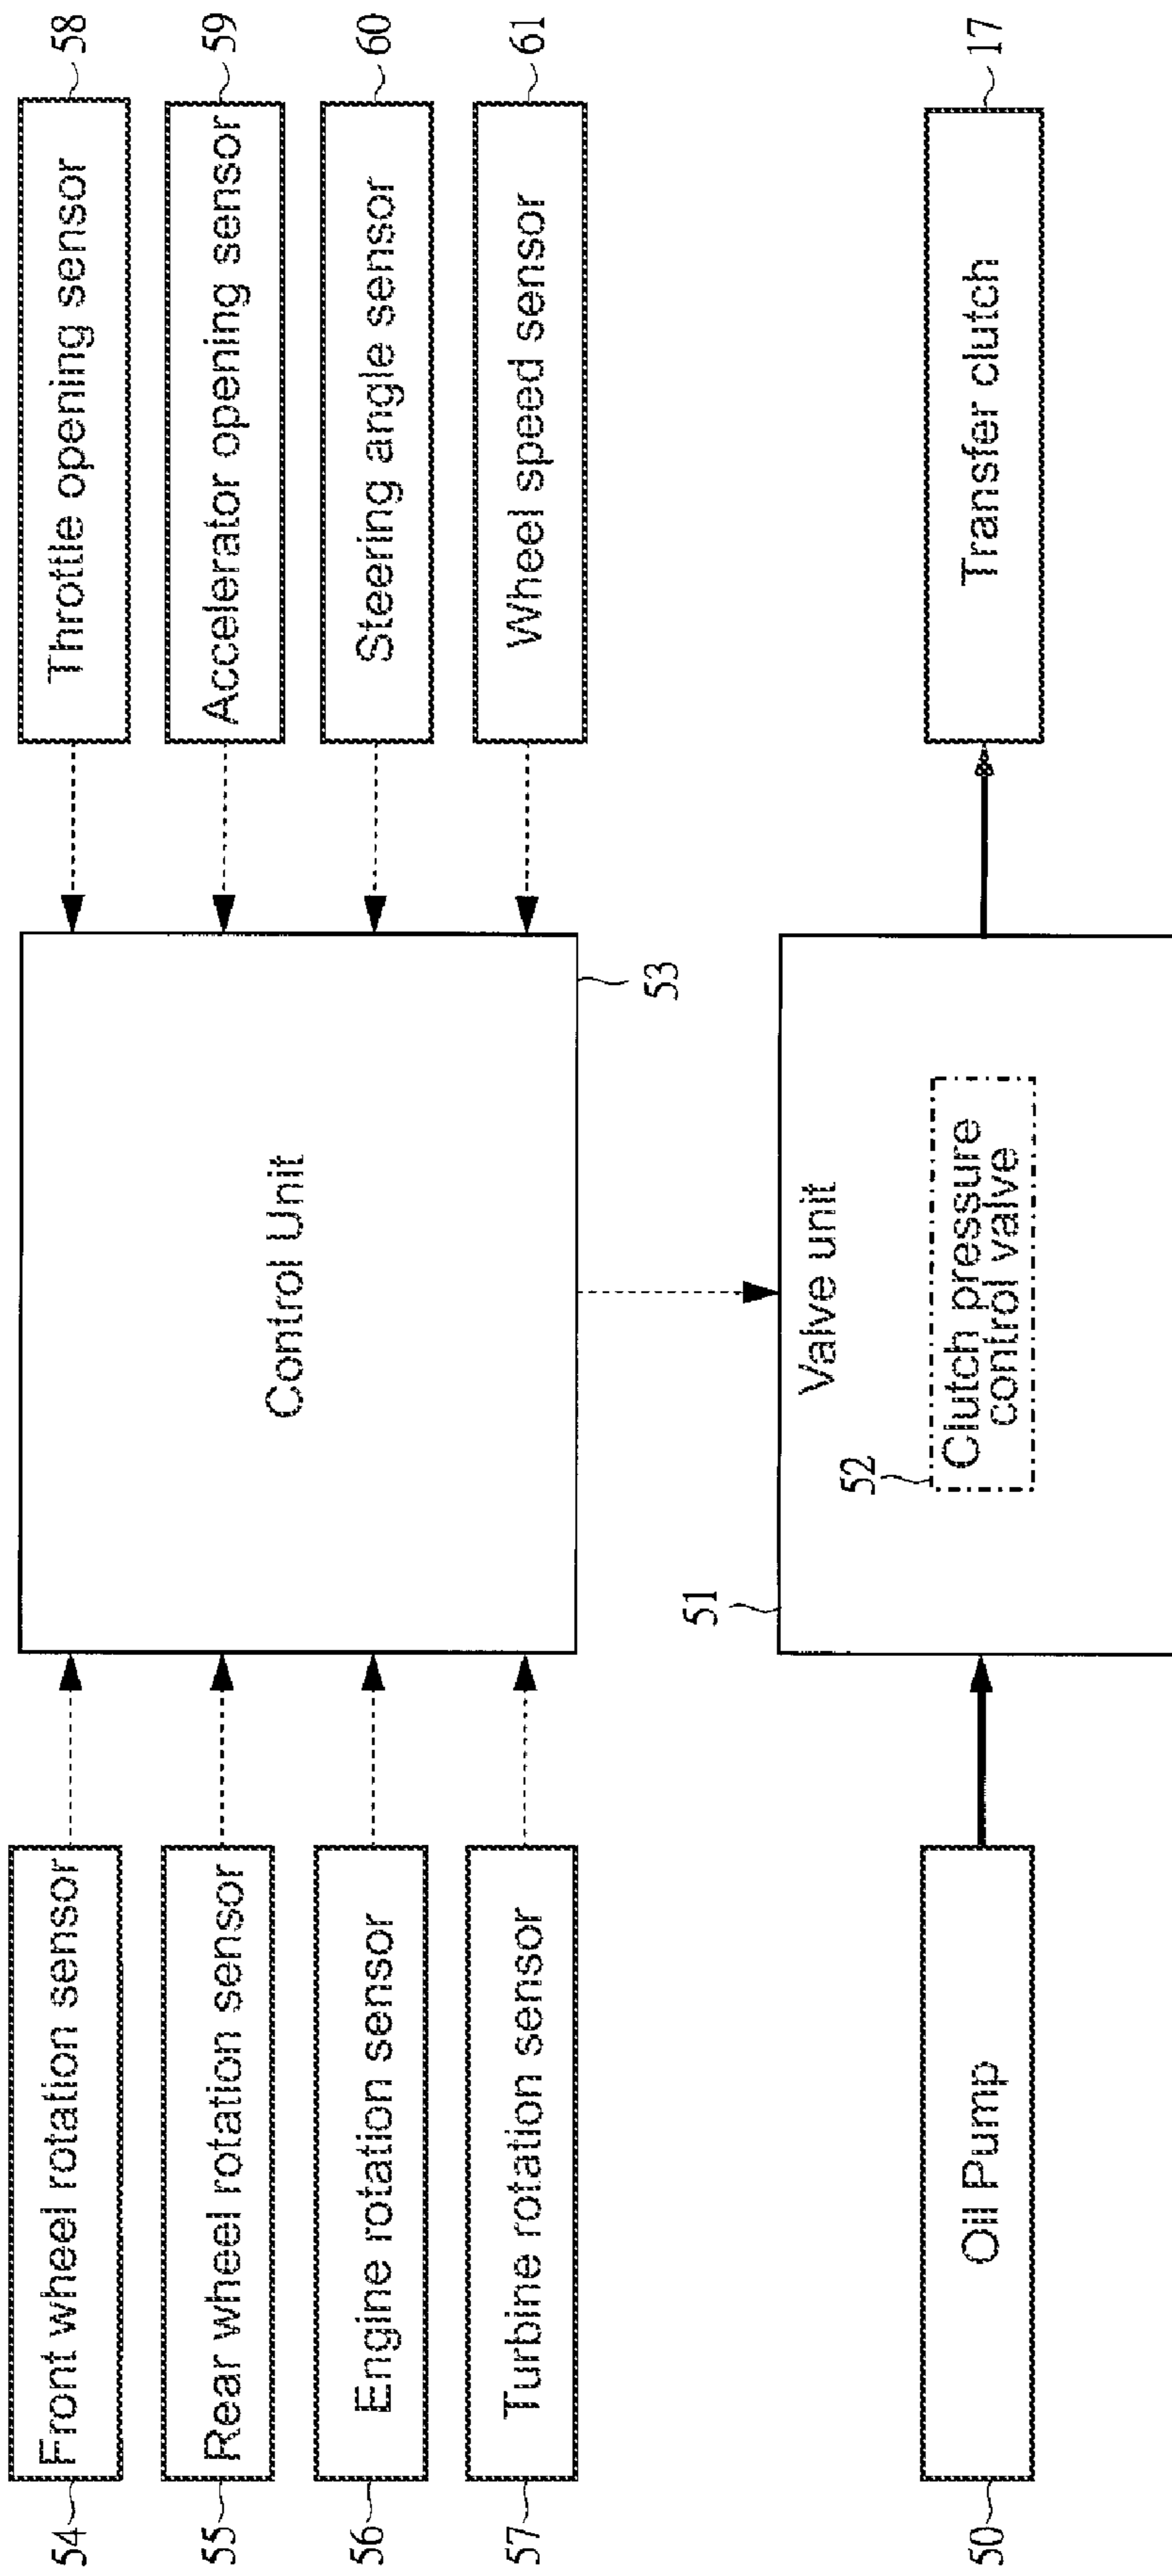 54
Front wheel rotation sensor
55
Rear wheel rotation sensor
56
Engine rotation sensor
57
Turbine rotation sensor
Control Unit
53
Throttle opening sensor
58
Accelerator opening sensor
59
Steering angle sensor
60
Wheel speed sensor
61
50
Oil Pump
51
Valve unit
52
Clutch pressure
control valve
Transfer clutch
17